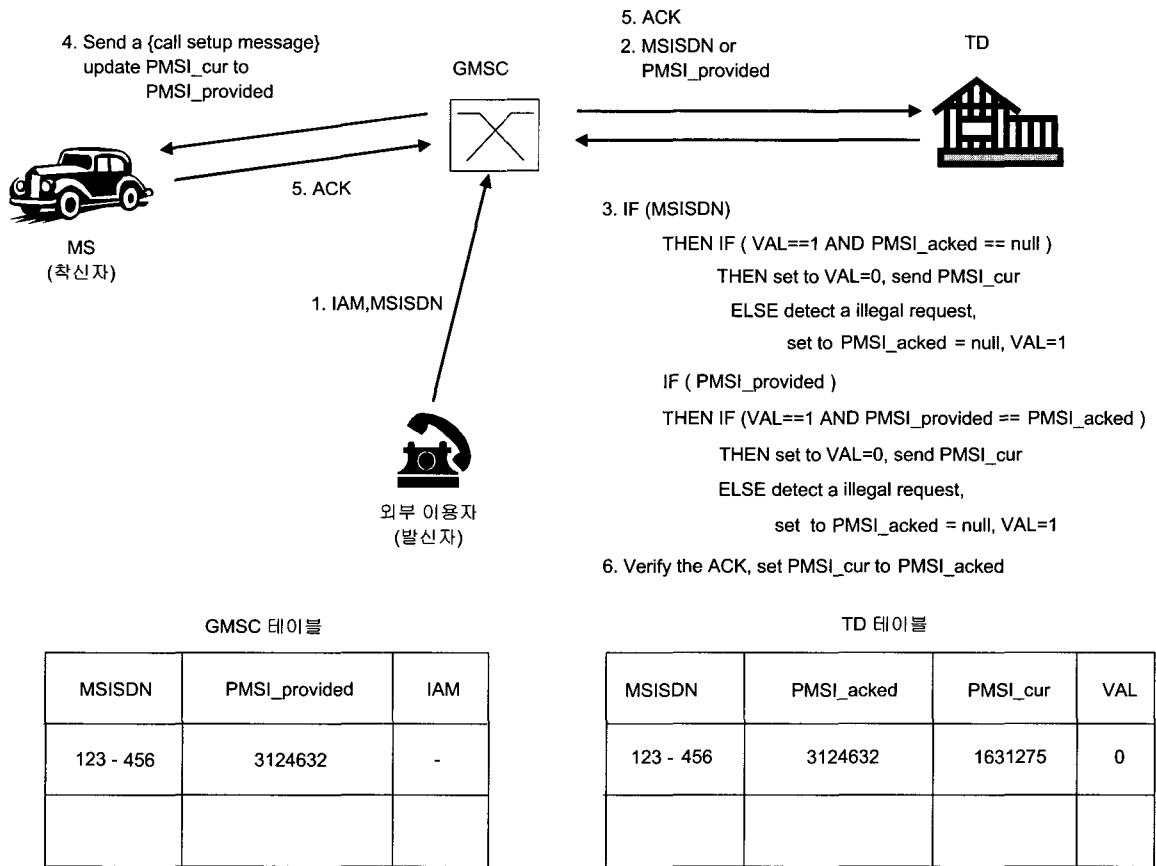 4. Send a {call setup message}
update PMSI_cur to
PMSI_provided
GMSC
5. ACK
2. MSISDN or
PMSI_provided
TD
5. ACK
MS
(착신자)
1. IAM,MSISDN
외부 이용자
(발신자)
3. IF (MSISDN)
THEN IF ( VAL==1 AND PMSI_acked == null )
THEN set to VAL=0, send PMSI_cur
ELSE detect a illegal request,
set to PMSI_acked = null, VAL=1
IF ( PMSI_provided )
THEN IF (VAL==1 AND PMSI_provided == PMSI_acked )
THEN set to VAL=0, send PMSI_cur
ELSE detect a illegal request,
set to PMSI_acked = null, VAL=1
6. Verify the ACK, set PMSI_cur to PMSI_acked
GMSC 테이블
MSISDN PMSI_provided IAM
123 - 456 3124632 -
TD 테이블
MSISDN PMSI_acked PMSI_cur VAL
123 - 456 3124632 1631275 0